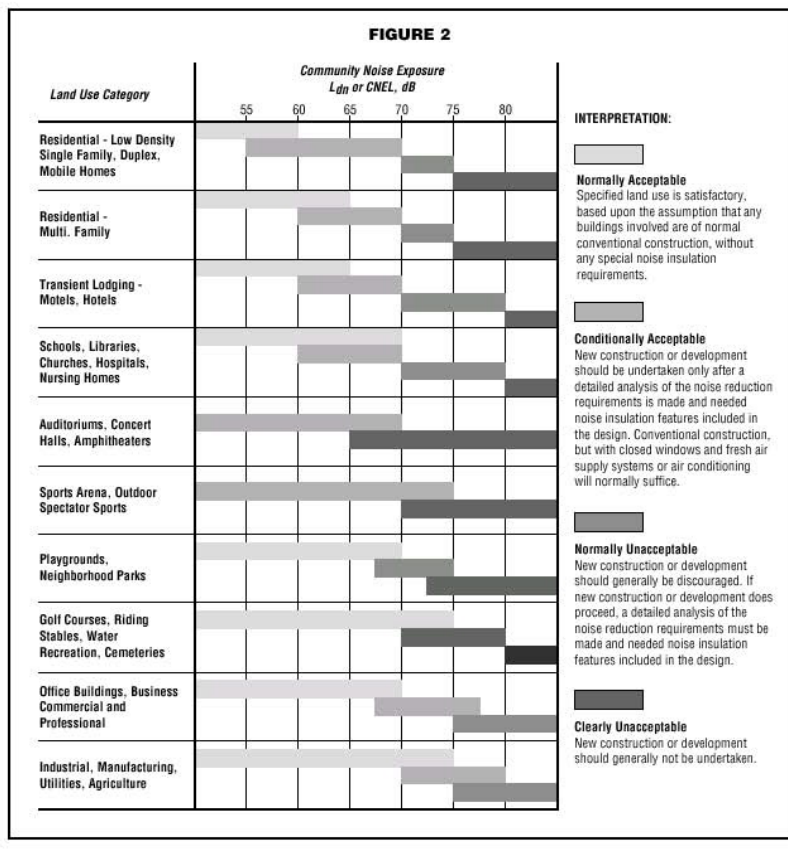 FIGURE 2
Community Noise Exposure
Ldn or CNEL, dB
Land Use Category
55 60 65 70 75 80
Residential - Low Density
Single Family, Duplex,
Mobile Homes
Residential -
Multi. Family
Transient Lodging -
Motels, Hotels
Schools, Libraries,
Churches, Hospitals,
Nursing Homes
Auditoriums, Concert
Halls, Amphitheaters
Sports Arena, Outdoor
Spectator Sports
Playgrounds,
Neighborhood Parks
Golf Courses, Riding
Stables, Water
Recreation, Cemeteries
Office Buildings, Business
Commercial and
Professional
Industrial, Manufacturing,
Utilities, Agriculture
INTERPRETATION:
Normally Acceptable
Specified land use is satisfactory,
based upon the assumption that any
buildings involved are of normal
conventional construction, without
any special noise insulation
requirements.
Conditionally Acceptable
New construction or development
should be undertaken only after a
detailed analysis of the noise reduction
requirements is made and needed
noise insulation features included in
the design. Conventional construction,
but with closed windows and fresh air
supply systems or air conditioning
will normally suffice.
Normally Unacceptable
New construction or development
should generally be discouraged. If
new construction or development does
proceed, a detailed analysis of the
noise reduction requirements must be
made and needed noise insulation
features included in the design.
Clearly Unacceptable
New construction or development
should generally not be undertaken.